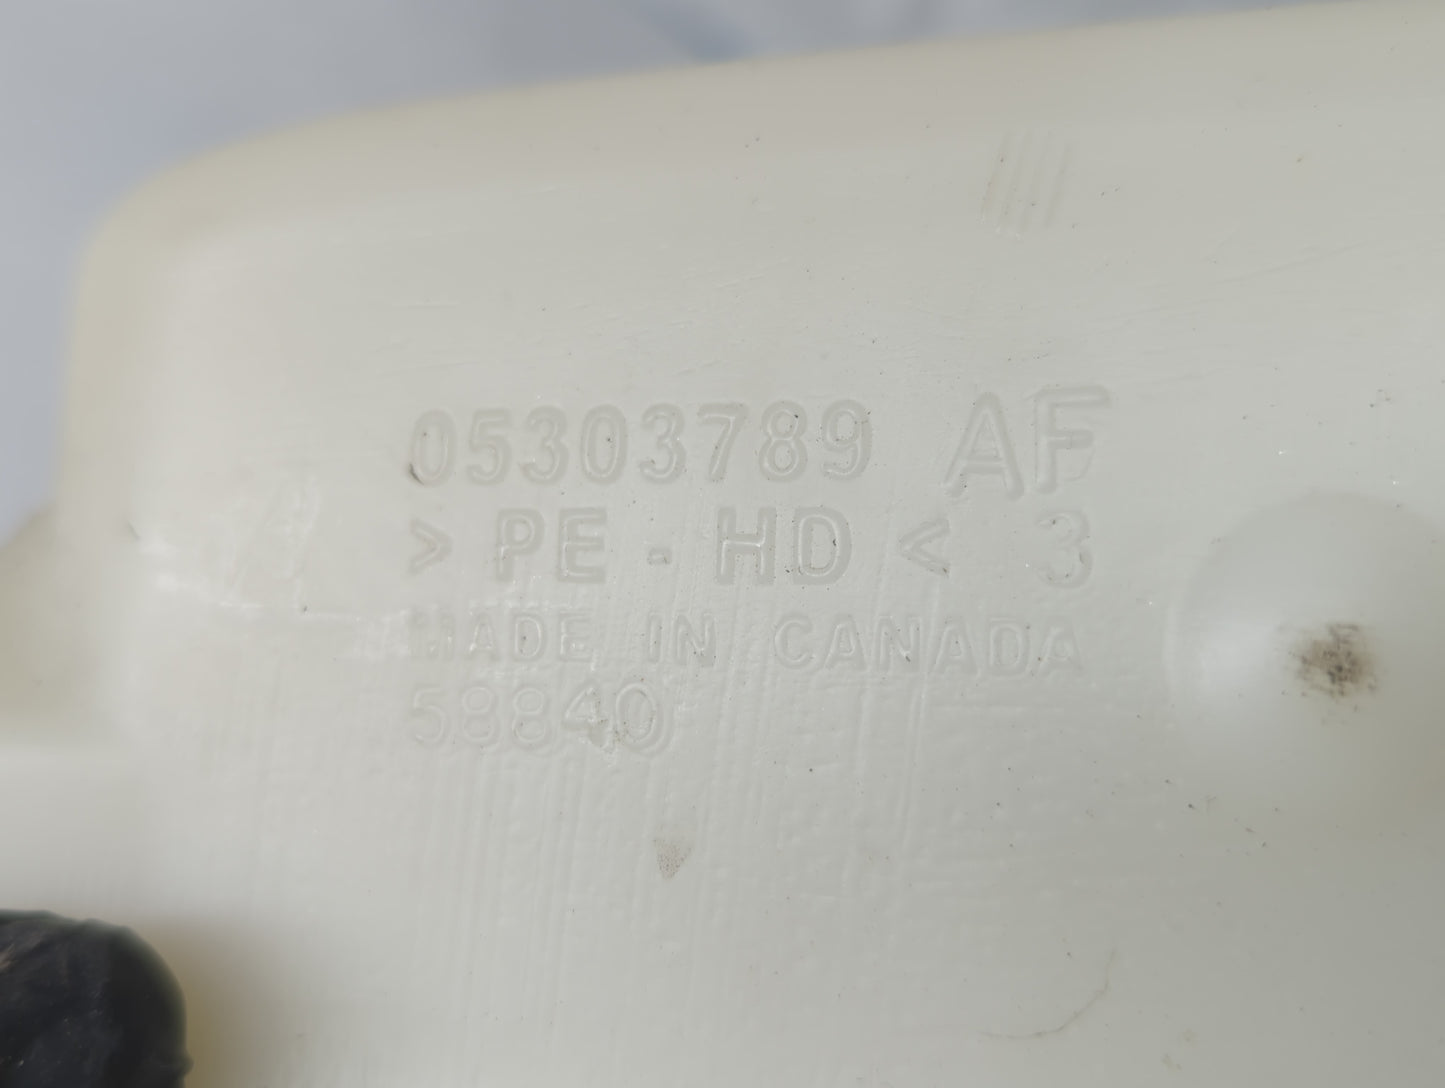 05303789 AF
> PE - HD < 3
MADE IN CANADA
58840